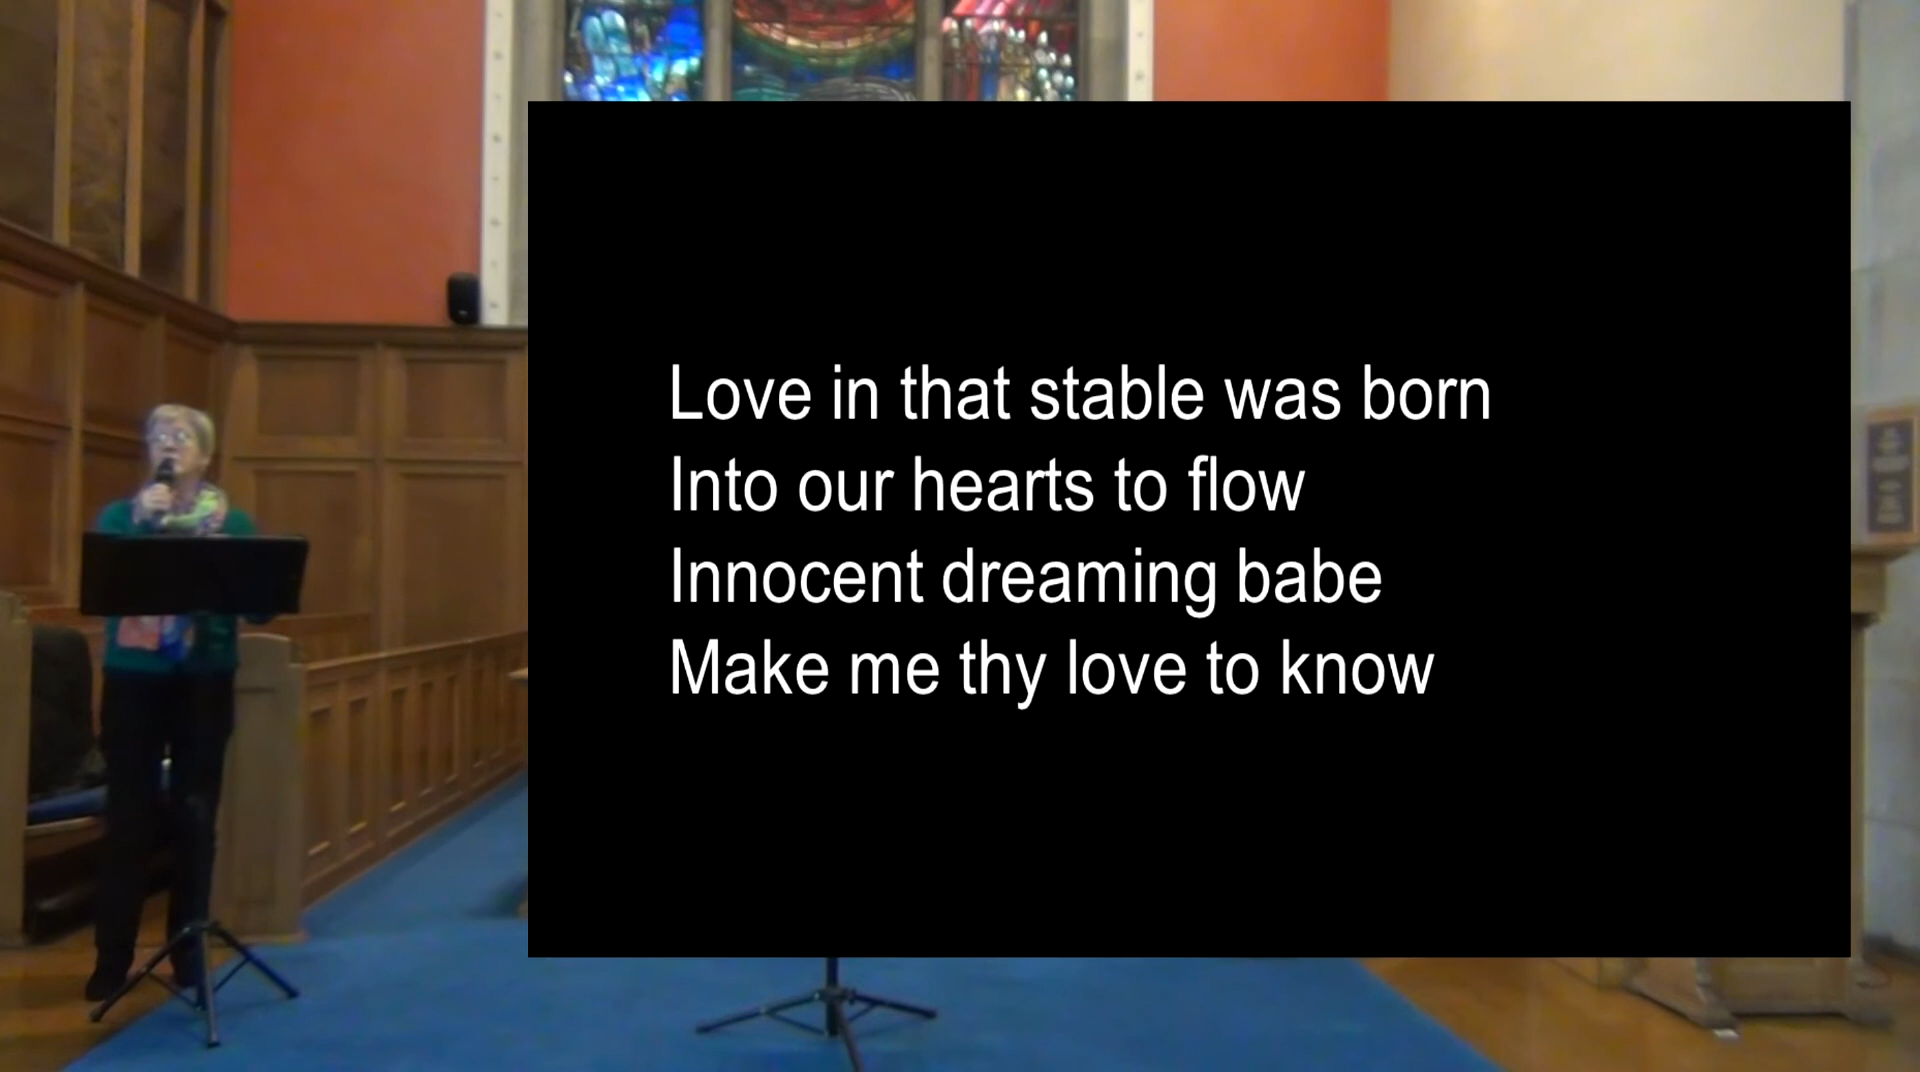 Love in that stable was born
Into our hearts to flow
Innocent dreaming babe
Make me thy love to know